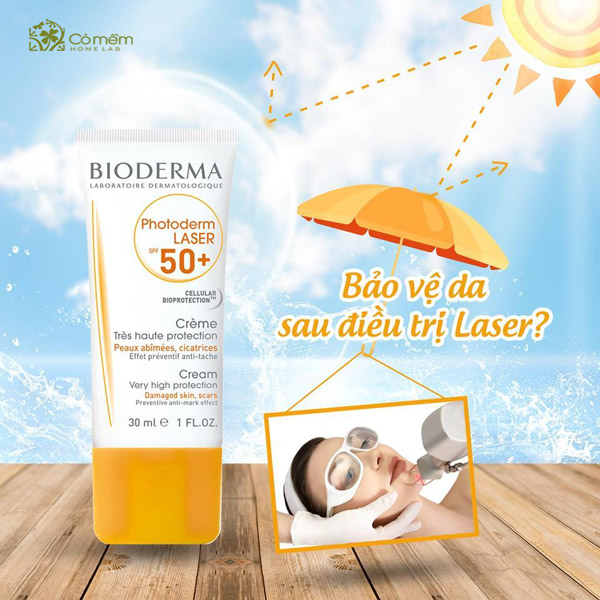 Cỏ mềm
HOME LAB
BIODERMA
LABORATOIRE DERMATOLOGIQUE
Photoderm
LASER
SPF 50+
CELLULAR
BIOPROTECTION™
Crème
Très haute protection
Peaux abîmées, cicatrices
Effet préventif anti-tache
Cream
Very high protection
Damaged skin, scars
Preventive anti-mark effect
30 ml ℮ 1 FL.OZ.
Bảo vệ da
sau điều trị Laser?